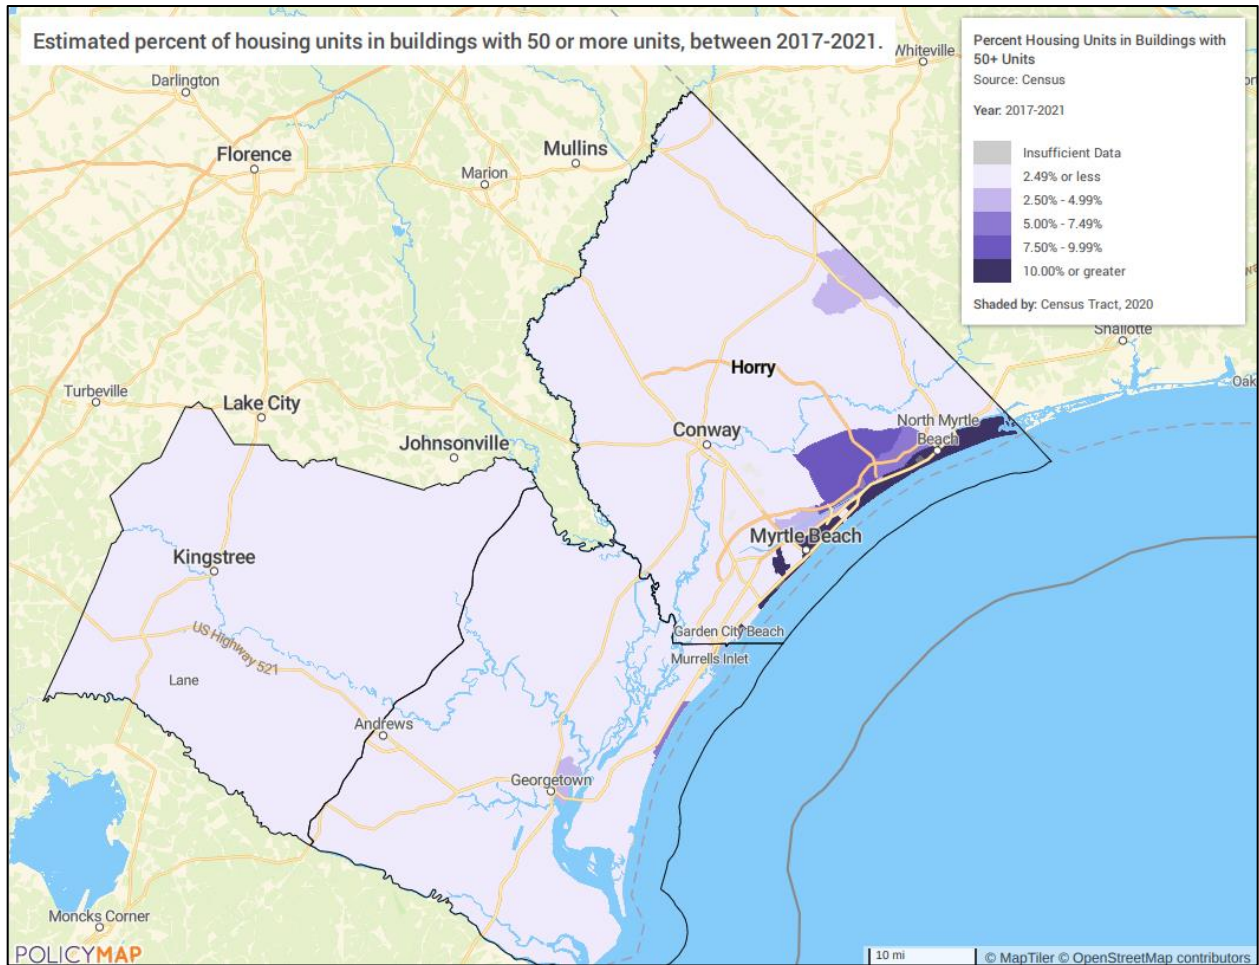 Estimated percent of housing units in buildings with 50 or more units, between 2017-2021.
Percent Housing Units in Buildings with
50+ Units
Source: Census
Year: 2017-2021
Insufficient Data
2.49% or less
2.50% - 4.99%
5.00% - 7.49%
7.50% - 9.99%
10.00% or greater
Shaded by: Census Tract, 2020
Whiteville
Darlington
Florence
Mullins
Marion
Shallotte
Horry
Turbeville
Lake City
Oak
North Myrtle
Beach
Conway
Johnsonville
Myrtle Beach
Kingstree
Garden City Beach
US Highway 521
Murrells Inlet
Lane
Andrews
Georgetown
Moncks Corner
POLICYMAP
10 mi
© MapTiler © OpenStreetMap contributors